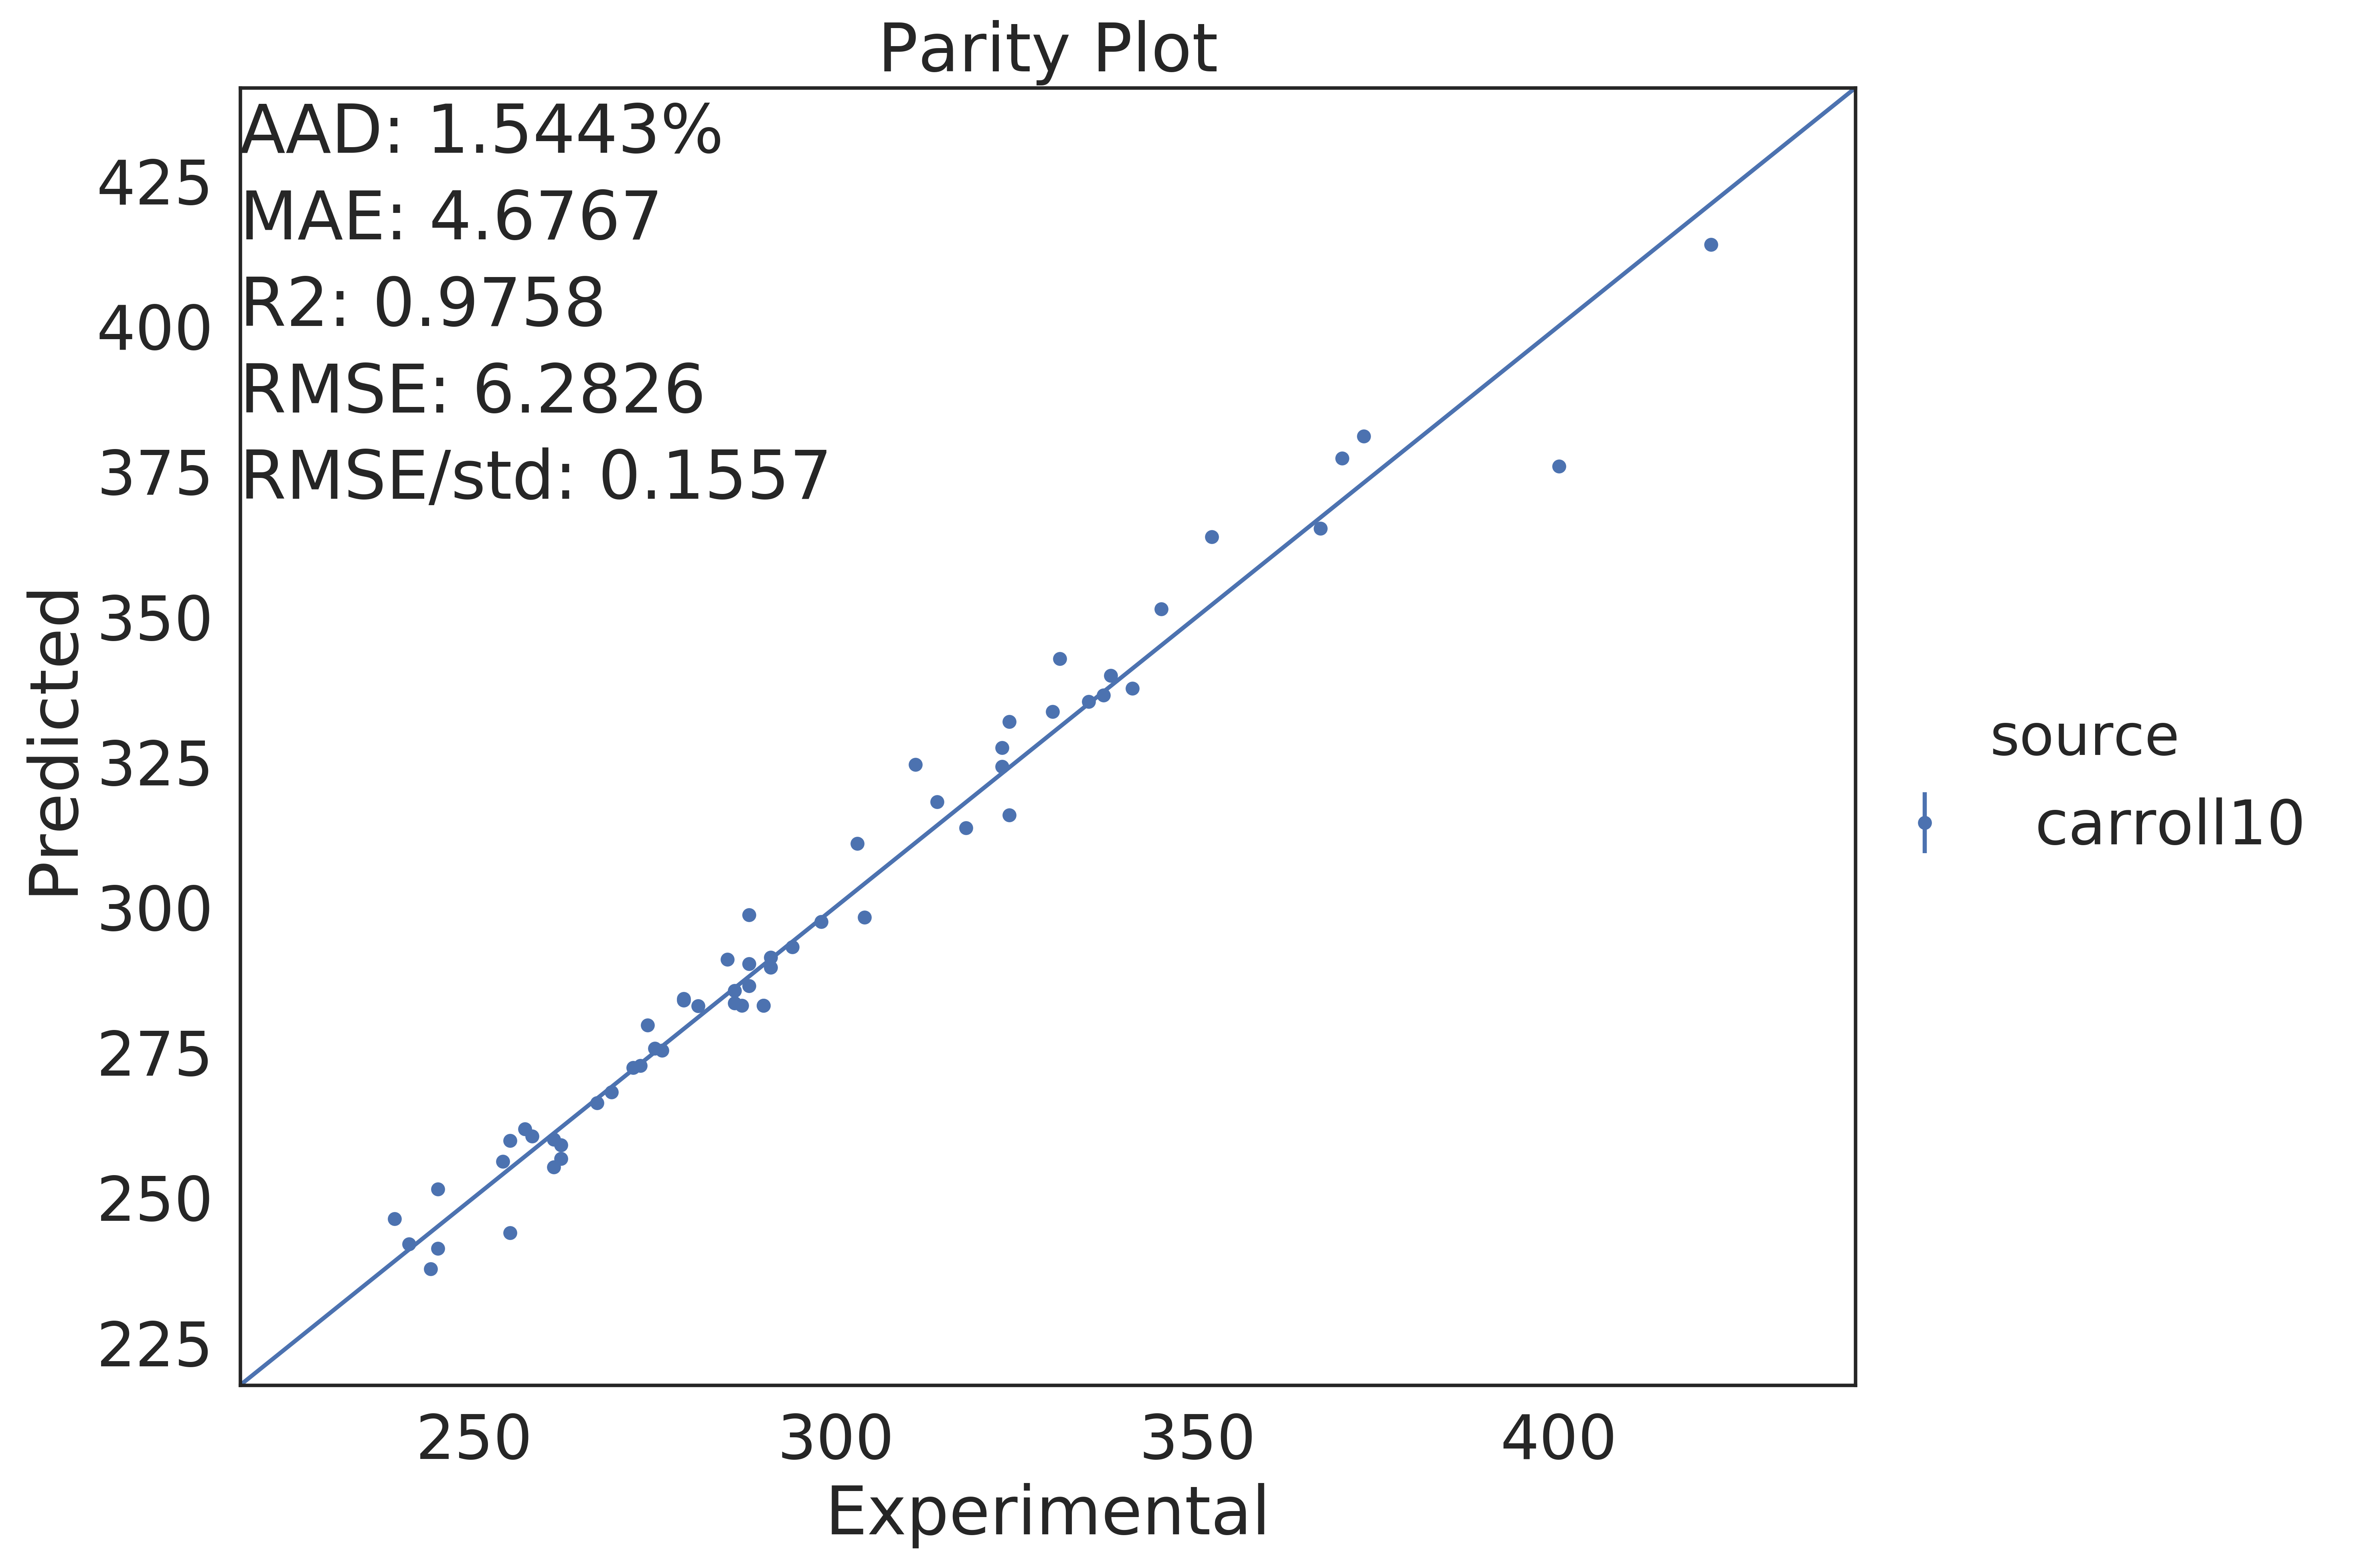 Parity Plot
AAD: 1.5443%
MAE: 4.6767
R2: 0.9758
RMSE: 6.2826
RMSE/std: 0.1557
425
400
375
350
325
300
275
250
225
Predicted
250 300 350 400
Experimental
source
carroll10